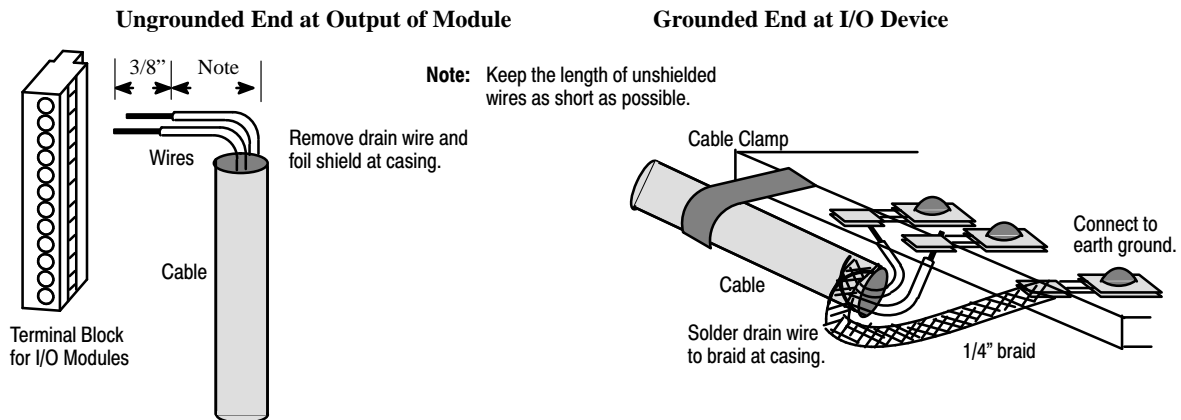 Ungrounded End at Output of Module
Grounded End at I/O Device
3/8”
Note
Note: Keep the length of unshielded
wires as short as possible.
Remove drain wire and
foil shield at casing.
Wires
Cable
Terminal Block
for I/O Modules
Cable Clamp
Connect to
earth ground.
Cable
Solder drain wire
to braid at casing.
1/4” braid